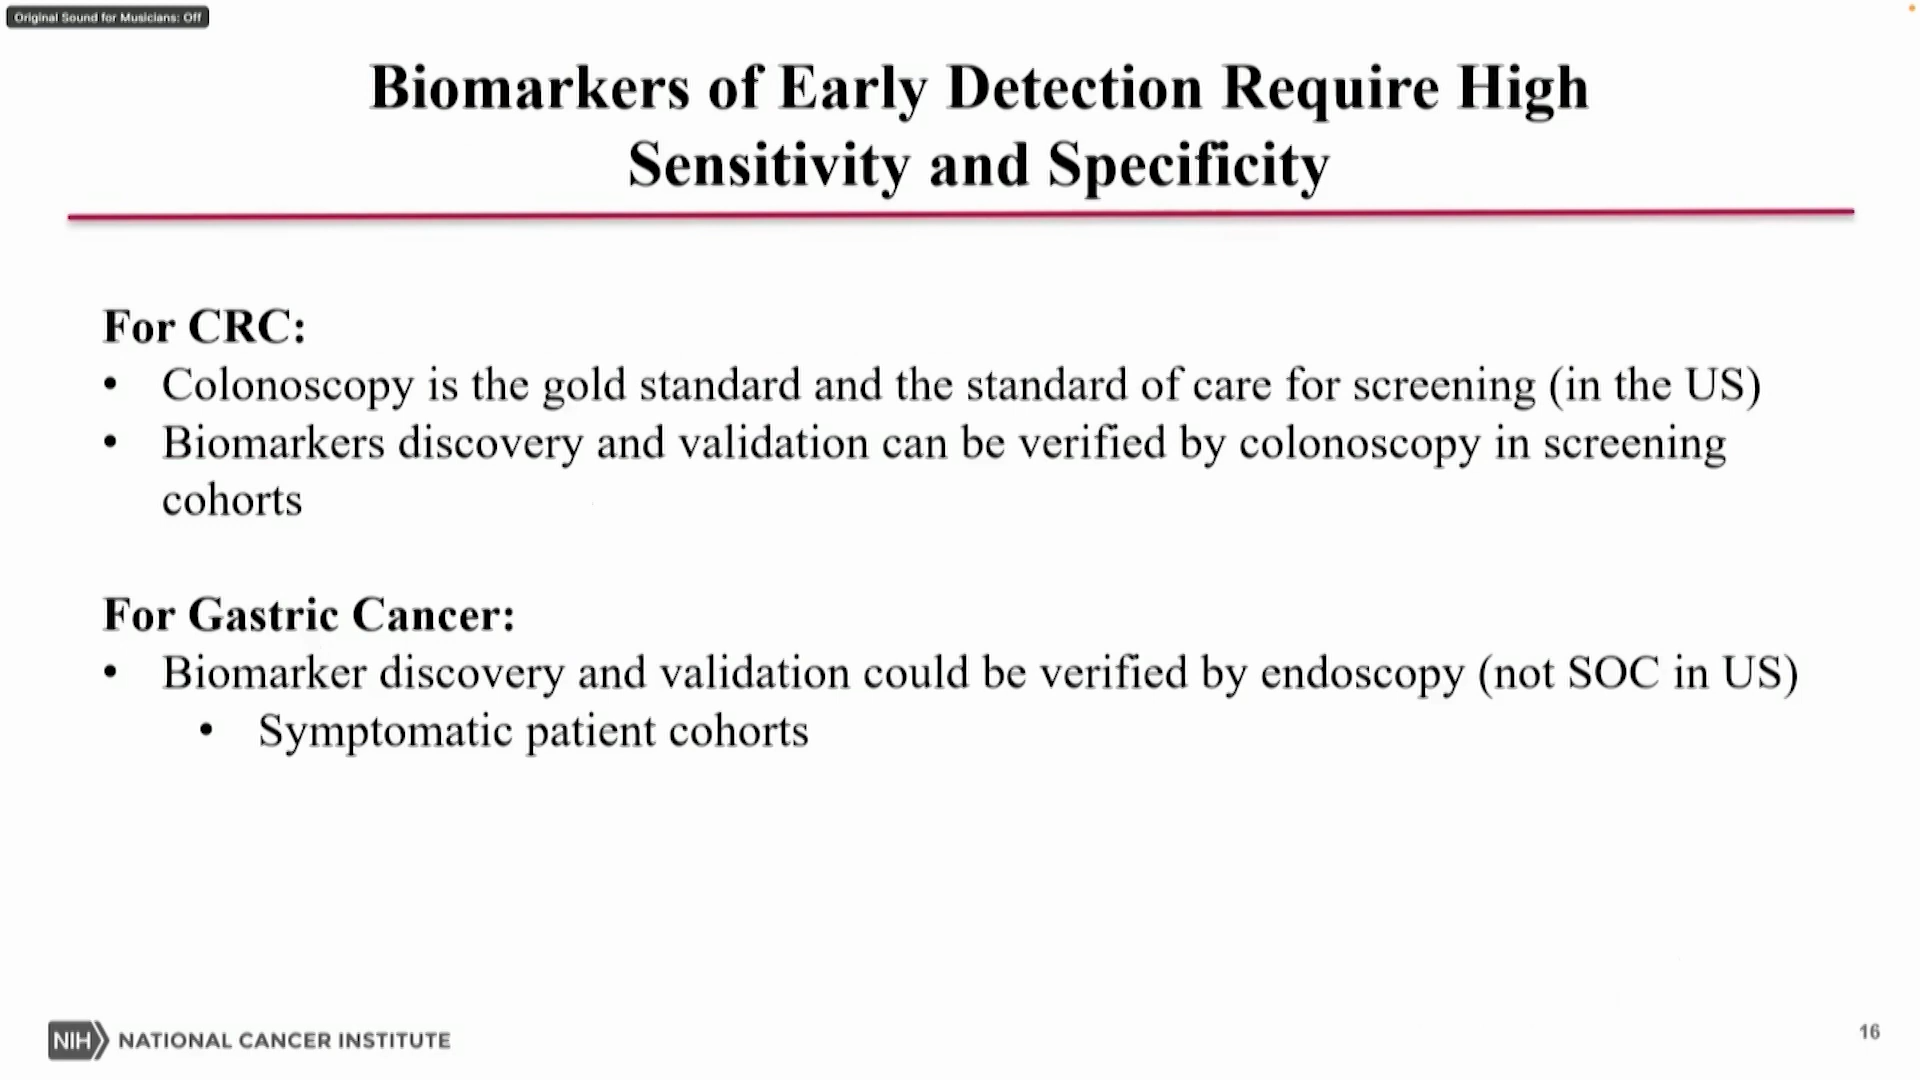 Original Sound for Musicians: Off
Biomarkers of Early Detection Require High
Sensitivity and Specificity
For CRC:
• Colonoscopy is the gold standard and the standard of care for screening (in the US)
• Biomarkers discovery and validation can be verified by colonoscopy in screening
cohorts
For Gastric Cancer:
• Biomarker discovery and validation could be verified by endoscopy (not SOC in US)
• Symptomatic patient cohorts
NIH NATIONAL CANCER INSTITUTE
16